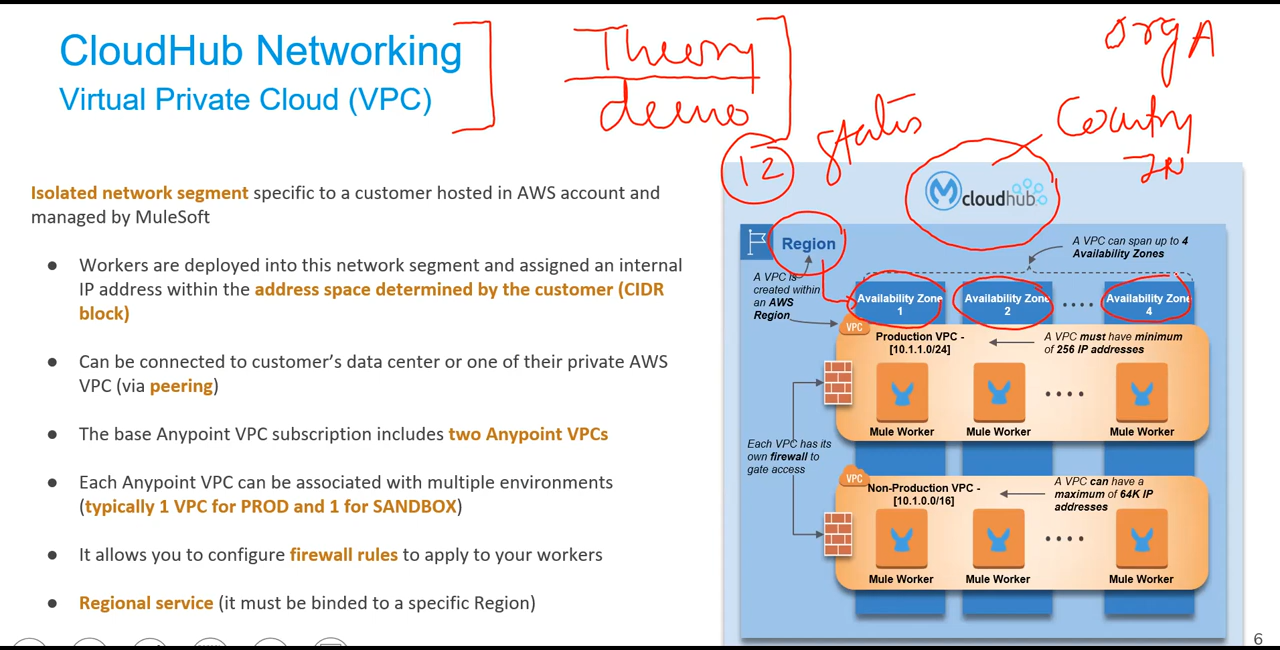 CloudHub Networking
Virtual Private Cloud (VPC)
Theory
demo
org A
Country
IN
12
states
Isolated network segment specific to a customer hosted in AWS account and
managed by MuleSoft
● Workers are deployed into this network segment and assigned an internal
IP address within the address space determined by the customer (CIDR
block)
● Can be connected to customer's data center or one of their private AWS
VPC (via peering)
● The base Anypoint VPC subscription includes two Anypoint VPCs
● Each Anypoint VPC can be associated with multiple environments
(typically 1 VPC for PROD and 1 for SANDBOX)
● It allows you to configure firewall rules to apply to your workers
● Regional service (it must be binded to a specific Region)
cloudhub
Region
A VPC can span up to 4
Availability Zones
A VPC is
created within
an AWS
Region
Availability Zone
1
Availability Zone
2
Availability Zone
4
VPC
Production VPC -
[10.1.1.0/24]
A VPC must have minimum
of 256 IP addresses
Mule Worker
Mule Worker
Mule Worker
Each VPC has its
own firewall to
gate access
VPC
Non-Production VPC -
[10.1.0.0/16]
A VPC can have a
maximum of 64K IP
addresses
Mule Worker
Mule Worker
Mule Worker
6